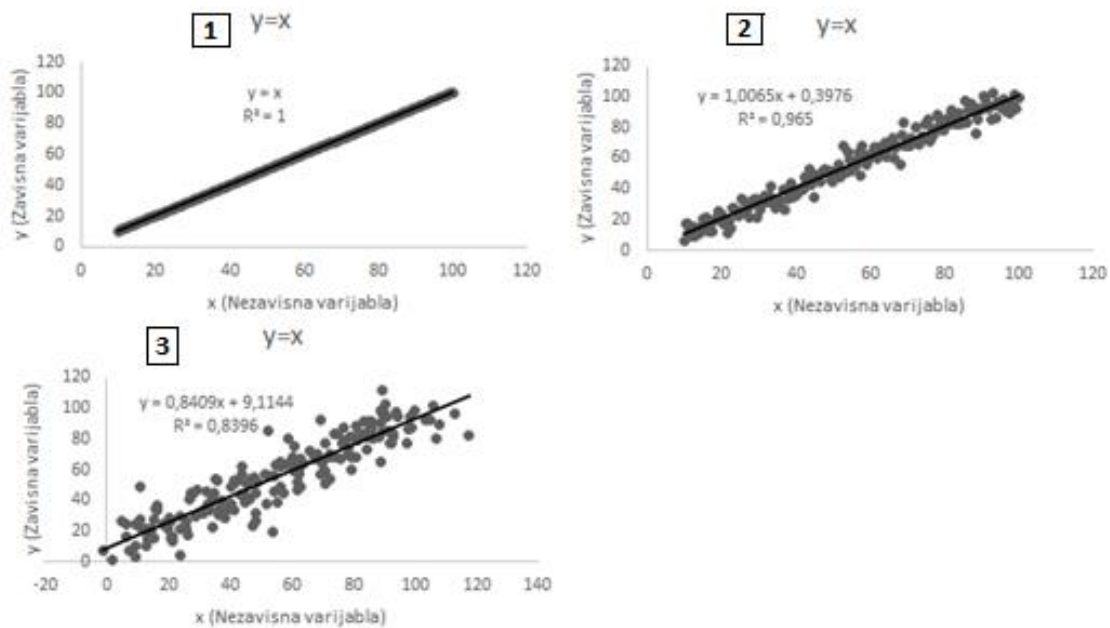 1
y=x
y = x
R² = 1
120
100
80
60
40
20
0
0 20 40 60 80 100 120
y (Zavisna varijabla)
x (Nezavisna varijabla)
2
y=x
y = 1,0065x + 0,3976
R² = 0,965
120
100
80
60
40
20
0
0 20 40 60 80 100 120
y (Zavisna varijabla)
x (Nezavisna varijabla)
3
y=x
y = 0,8409x + 9,1144
R² = 0,8396
120
100
80
60
40
20
0
-20 0 20 40 60 80 100 120 140
y (Zavisna varijabla)
x (Nezavisna varijabla)